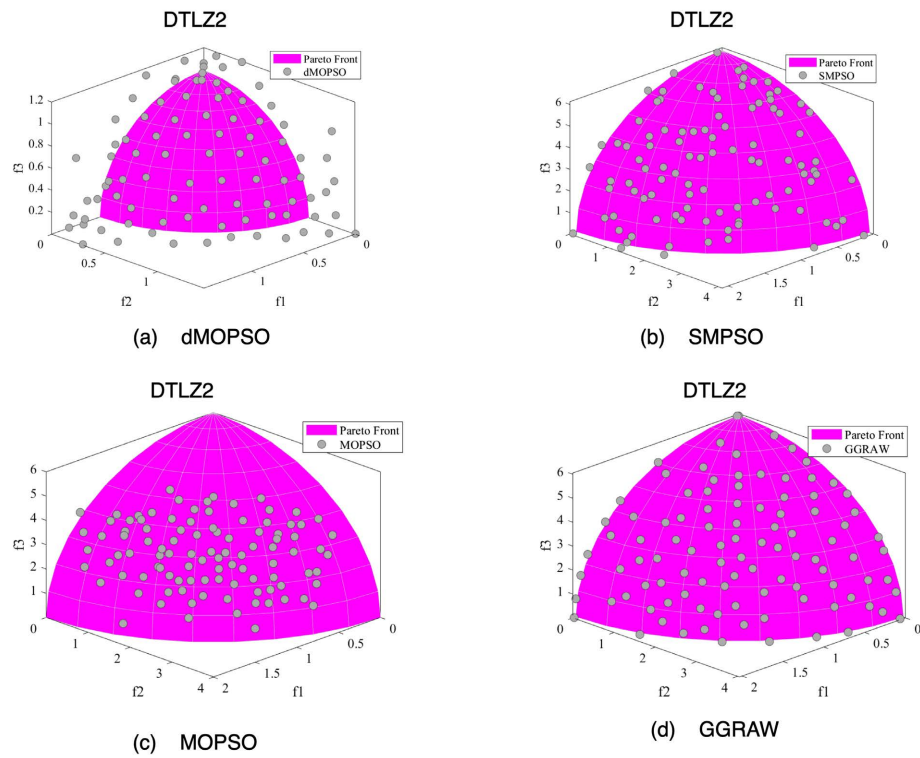 DTLZ2
Pareto Front
dMOPSO
1.2
1
0.8
0.6
0.4
0.2
f3
0
0.5
1
f2
1
0.5
0
f1
(a) dMOPSO
DTLZ2
Pareto Front
SMPSO
6
5
4
3
2
1
0
f3
1
2
3
4
f2
2
1.5
1
0.5
0
f1
(b) SMPSO
DTLZ2
Pareto Front
MOPSO
6
5
4
3
2
1
0
f3
1
2
3
4
f2
2
1.5
1
0.5
0
f1
(c) MOPSO
DTLZ2
Pareto Front
GGRAW
6
5
4
3
2
1
0
f3
1
2
3
4
f2
2
1.5
1
0.5
0
f1
(d) GGRAW